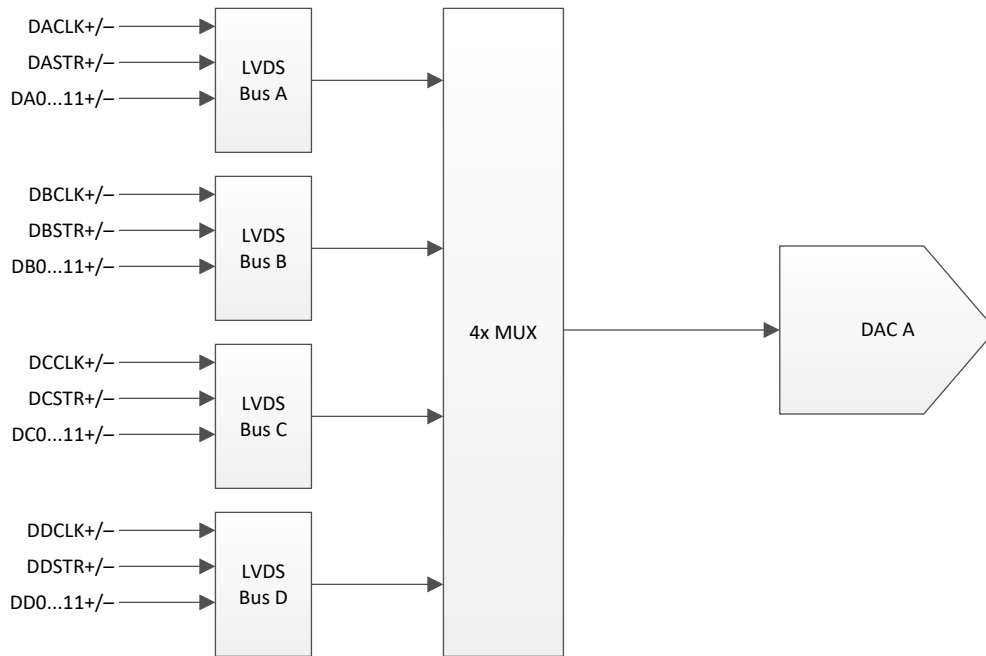 DACLK+/–
DASTR+/–
DA0...11+/–
LVDS
Bus A
DBCLK+/–
DBSTR+/–
DB0...11+/–
LVDS
Bus B
DCCLK+/–
DCSTR+/–
DC0...11+/–
LVDS
Bus C
DDCLK+/–
DDSTR+/–
DD0...11+/–
LVDS
Bus D
4x MUX
DAC A